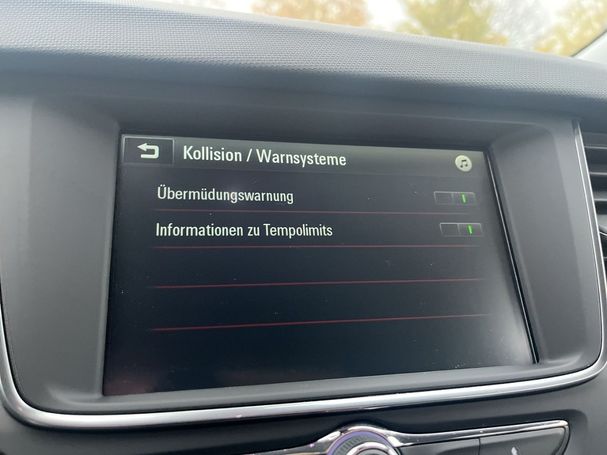 Kollision / Warnsysteme
Übermüdungswarnung
Informationen zu Tempolimits